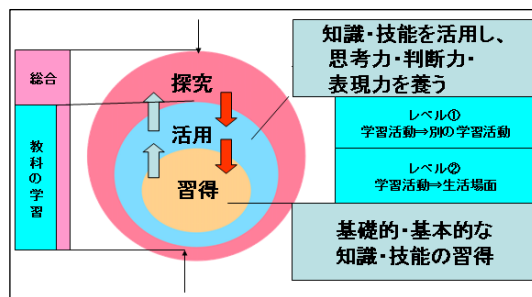 総合
教科の学習
探究
活用
習得
知識・技能を活用し、
思考力・判断力・
表現力を養う
レベル①
学習活動⇒別の学習活動
レベル②
学習活動⇒生活場面
基礎的・基本的な
知識・技能の習得